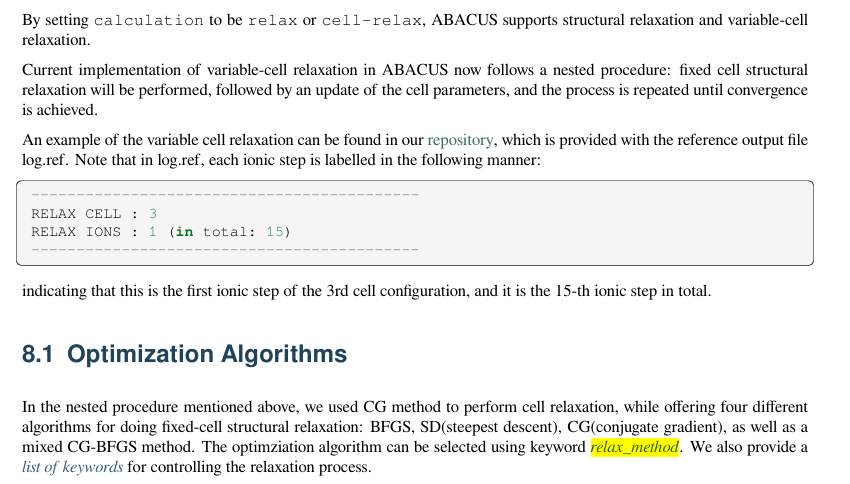 By setting calculation to be relax or cell-relax, ABACUS supports structural relaxation and variable-cell
relaxation.
Current implementation of variable-cell relaxation in ABACUS now follows a nested procedure: fixed cell structural
relaxation will be performed, followed by an update of the cell parameters, and the process is repeated until convergence
is achieved.
An example of the variable cell relaxation can be found in our repository, which is provided with the reference output file
log.ref. Note that in log.ref, each ionic step is labelled in the following manner:
-------------------------------------------
RELAX CELL : 3
RELAX IONS : 1 (in total: 15)
-------------------------------------------
indicating that this is the first ionic step of the 3rd cell configuration, and it is the 15-th ionic step in total.
8.1 Optimization Algorithms
In the nested procedure mentioned above, we used CG method to perform cell relaxation, while offering four different
algorithms for doing fixed-cell structural relaxation: BFGS, SD(steepest descent), CG(conjugate gradient), as well as a
mixed CG-BFGS method. The optimziation algorithm can be selected using keyword relax_method. We also provide a
list of keywords for controlling the relaxation process.